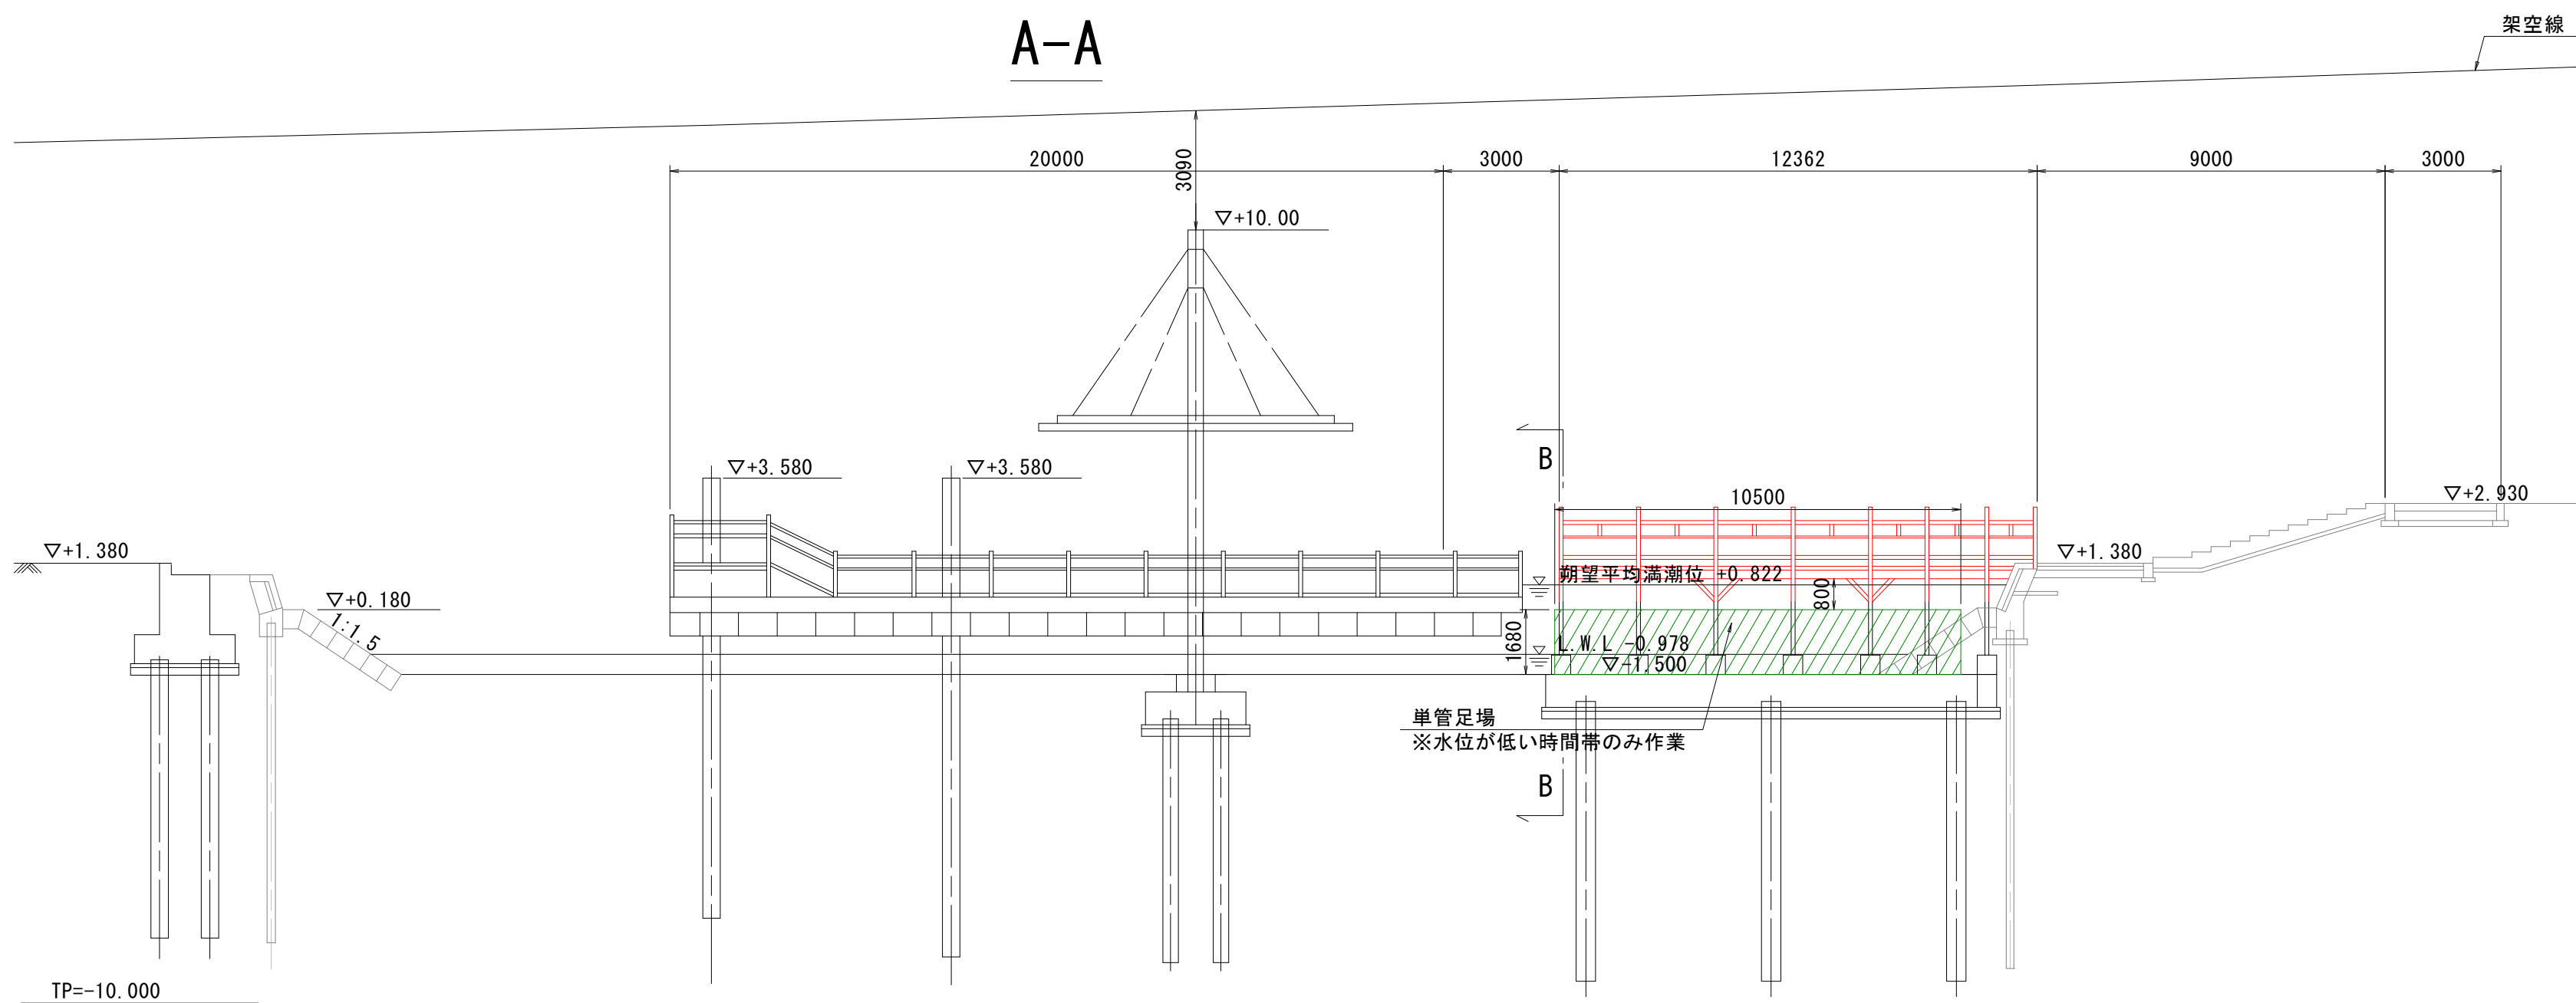 A-A
架空線
20000
3000
12362
9000
3000
3090
▽+10.00
B
▽+3.580
▽+3.580
10500
▽+2.930
▽+1.380
▽+1.380
朔望平均満潮位 +0.822
800
▽+0.180
1:1.5
1680
L.W.L -0.978
▽-1.500
単管足場
※水位が低い時間帯のみ作業
B
TP=-10.000